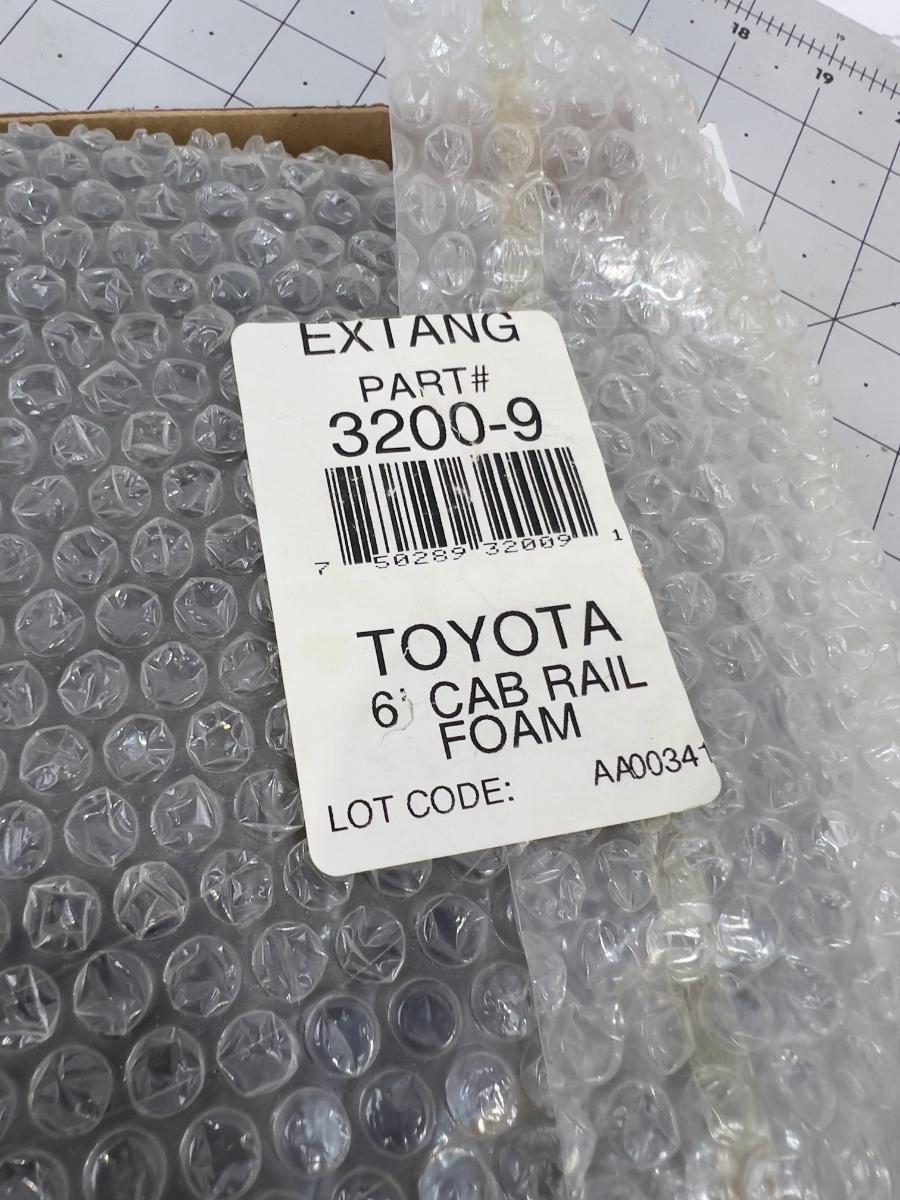 18
19
EXTANG
PART#
3200-9
7 50289 32009 1
TOYOTA
6' CAB RAIL
FOAM
LOT CODE: AA00341